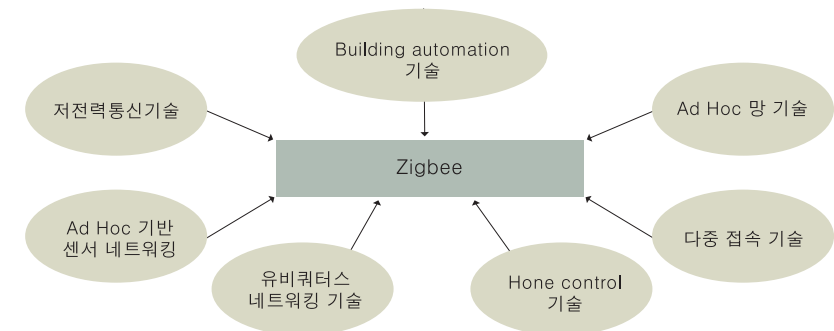 Building automation
기술
저전력통신기술
Ad Hoc 망 기술
Zigbee
Ad Hoc 기반
센서 네트워킹
다중 접속 기술
유비쿼터스
네트워킹 기술
Hone control
기술